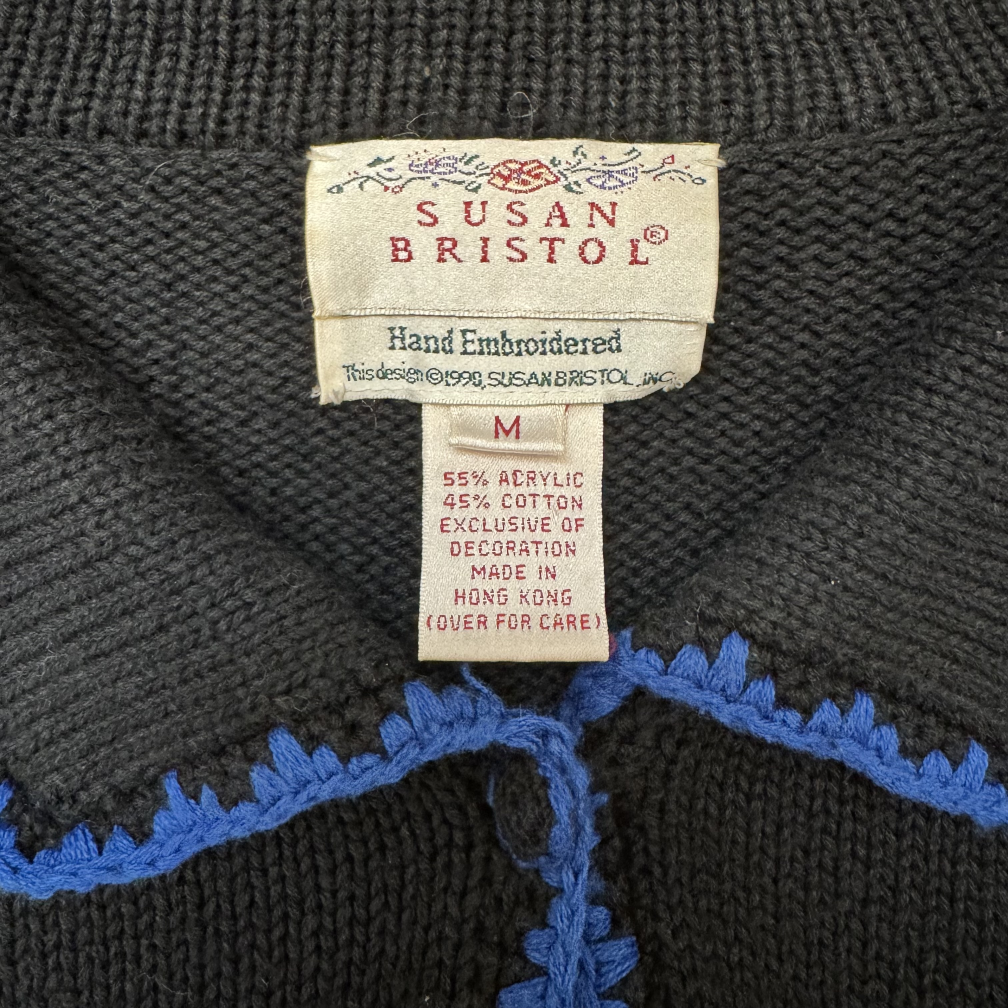 SUSAN
BRISTOL®
Hand Embroidered
This design ©1990, SUSAN BRISTOL, INC.
M
55% ACRYLIC
45% COTTON
EXCLUSIVE OF
DECORATION
MADE IN
HONG KONG
(OVER FOR CARE)